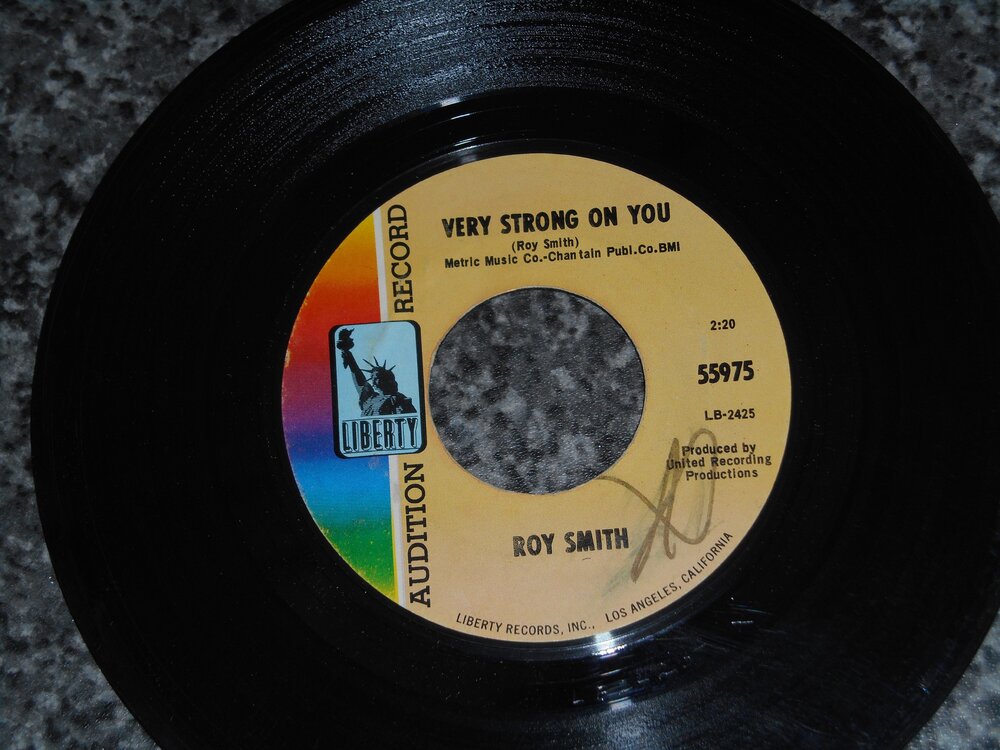 VERY STRONG ON YOU
(Roy Smith)
Metric Music Co.-Chantain Publ.Co.BMI
AUDITION RECORD
LIBERTY
2:20
55975
LB-2425
Produced by
United Recording
Productions
ROY SMITH
LIBERTY RECORDS, INC., LOS ANGELES, CALIFORNIA